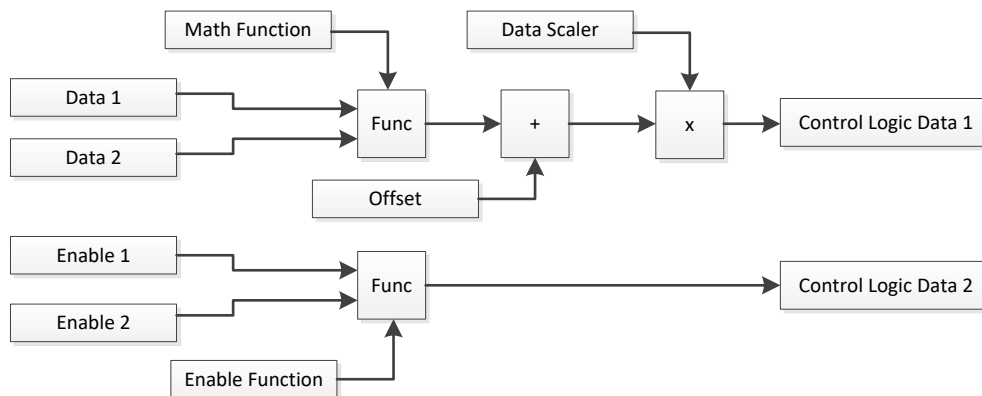 Math Function
Data Scaler
Data 1
Data 2
Func
+
x
Control Logic Data 1
Offset
Enable 1
Enable 2
Func
Control Logic Data 2
Enable Function